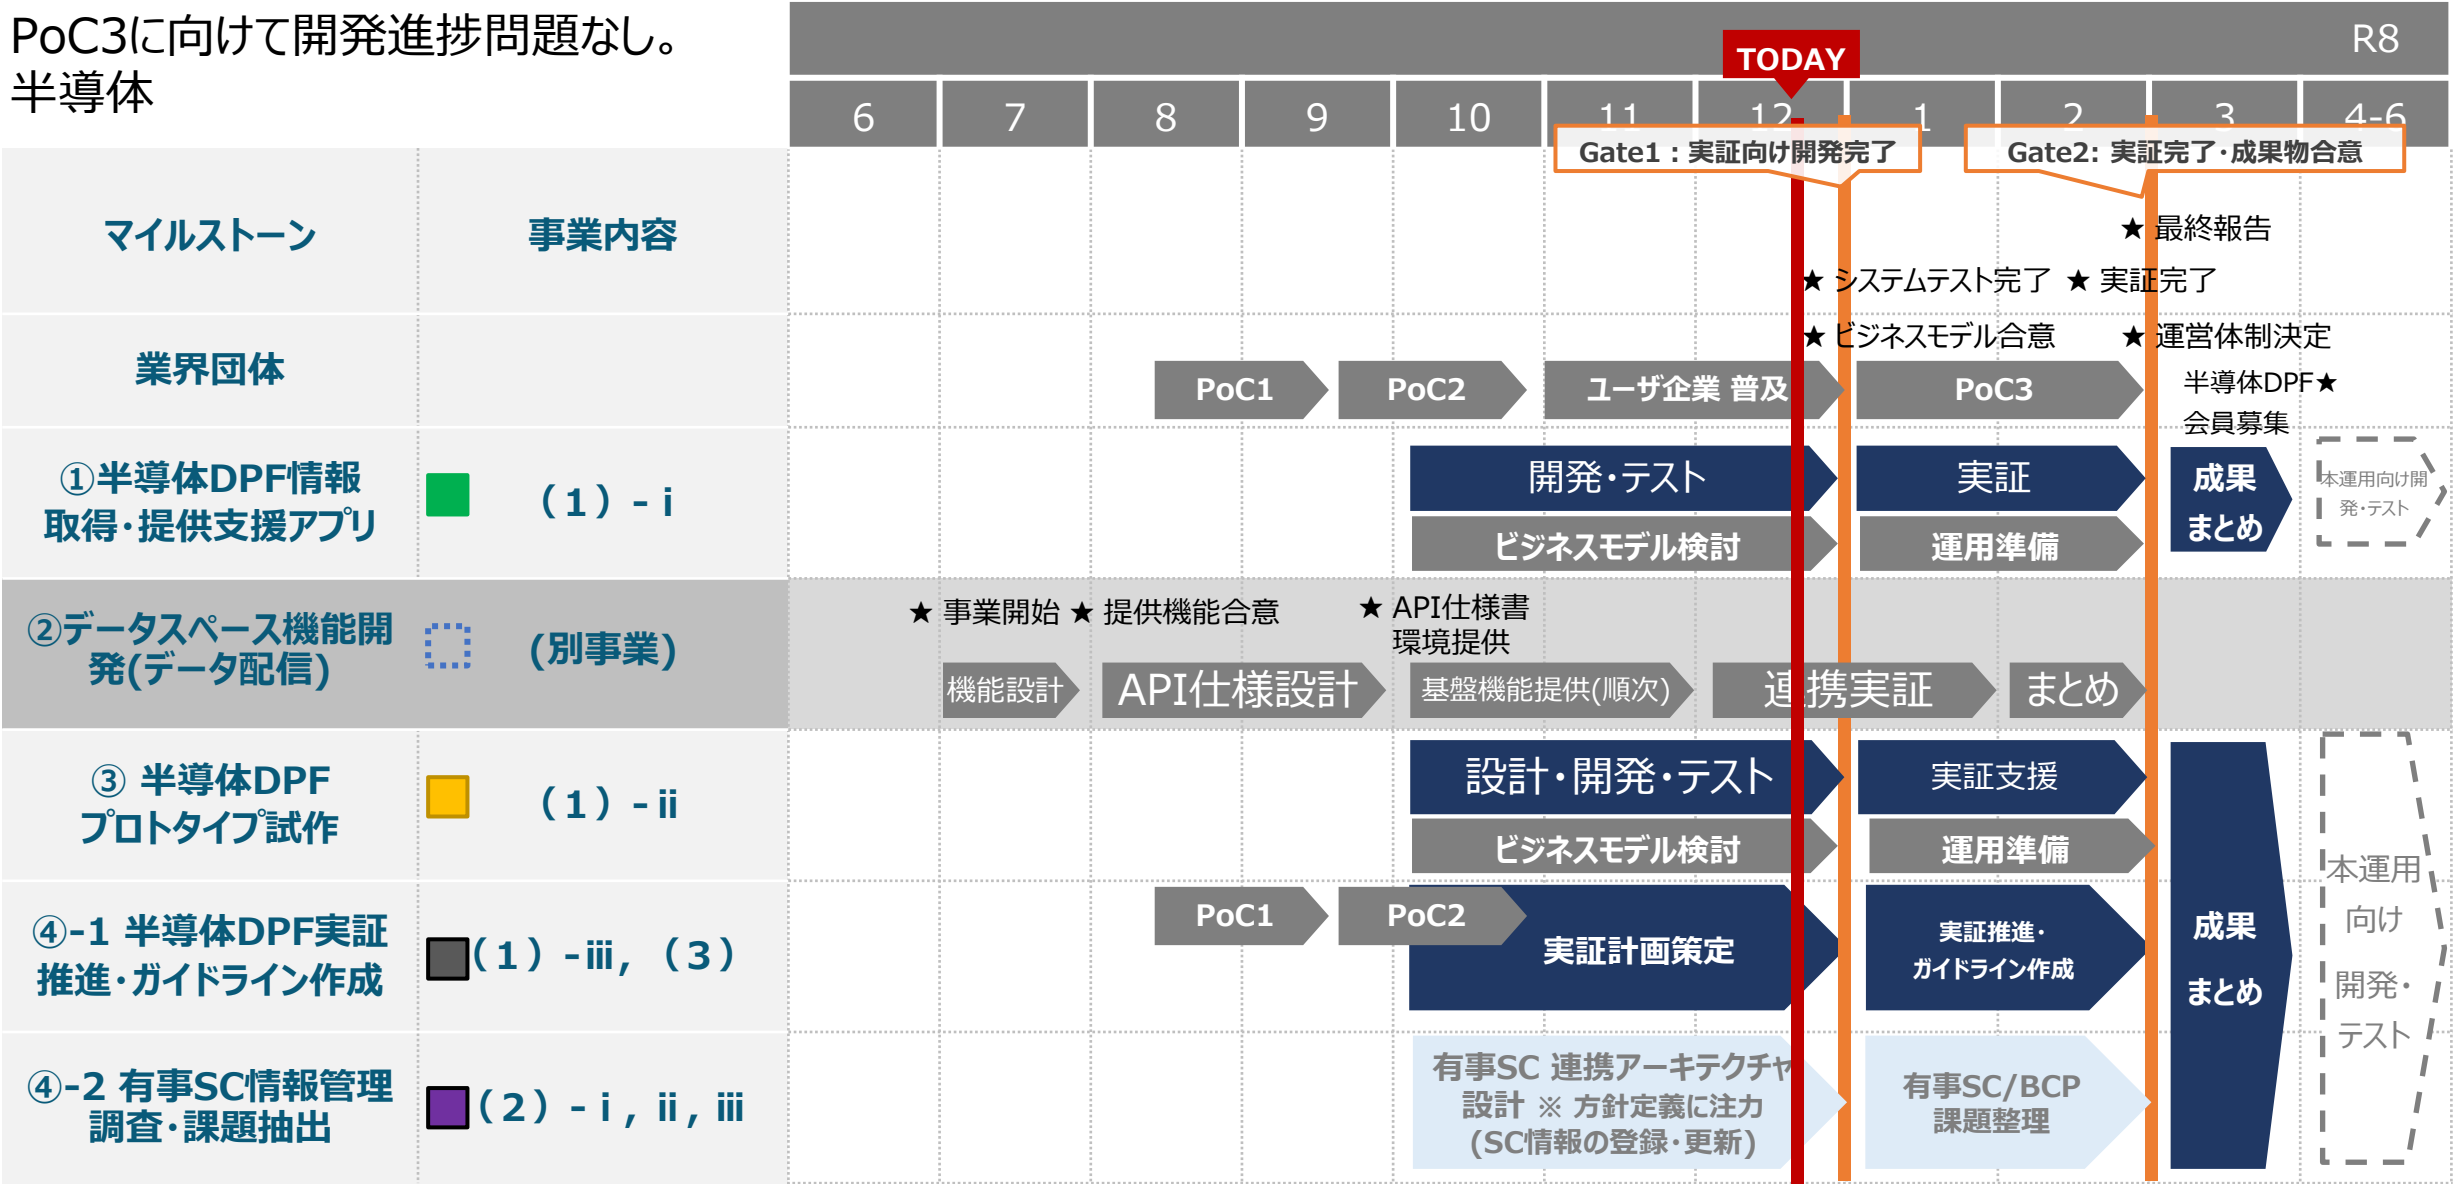 PoC3に向けて開発進捗問題なし。
半導体
R8
TODAY
6 7 8 9 10 11 12 1 2 3 4-6
Gate1：実証向け開発完了
Gate2: 実証完了・成果物合意
マイルストーン
事業内容
★ 最終報告
★ システムテスト完了
★ 実証完了
業界団体
★ ビジネスモデル合意
★ 運営体制決定
PoC1
PoC2
ユーザ企業 普及
PoC3
半導体DPF★
会員募集
①半導体DPF情報
取得・提供支援アプリ
（１）- i
開発・テスト
実証
ビジネスモデル検討
運用準備
成果
まとめ
本運用向け開
発・テスト
②データスペース機能開
発(データ配信)
(別事業)
★ 事業開始
★ 提供機能合意
★ API仕様書
環境提供
機能設計
API仕様設計
基盤機能提供(順次)
連携実証
まとめ
③ 半導体DPF
プロトタイプ試作
（１）- ii
設計・開発・テスト
実証支援
ビジネスモデル検討
運用準備
④-1 半導体DPF実証
推進・ガイドライン作成
（１）-iii, （３）
PoC1
PoC2
実証計画策定
実証推進・
ガイドライン作成
成果
まとめ
本運用
向け
開発・
テスト
④-2 有事SC情報管理
調査・課題抽出
（２）- i , ii , iii
有事SC 連携アーキテクチャ
設計 ※ 方針定義に注力
(SC情報の登録・更新)
有事SC/BCP
課題整理